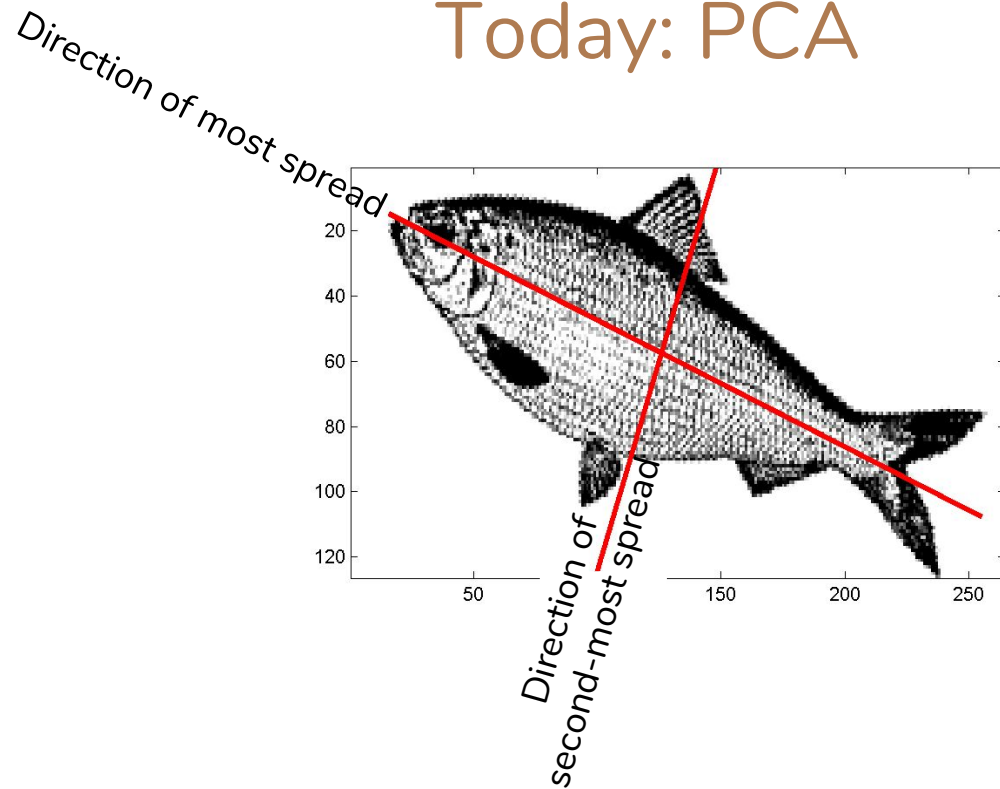 Today: PCA
Direction of most spread
20
40
60
80
100
120
50
150
200
250
Direction of
second-most spread